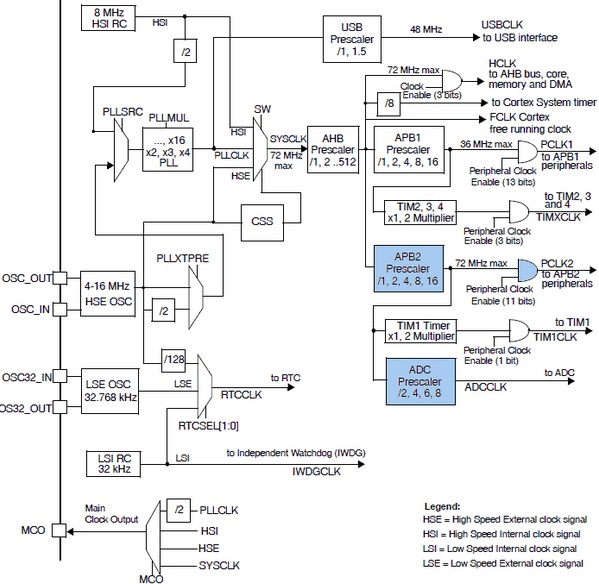 8 MHz
HSI RC
HSI
/2
USB
Prescaler
/1, 1.5
48 MHz
USBCLK
to USB interface
72 MHz max
Clock
Enable (3 bits)
HCLK
to AHB bus, core,
memory and DMA
/8
to Cortex System timer
FCLK Cortex
free running clock
PLLSRC
PLLMUL
..., x16
x2, x3, x4
PLL
SW
HSI
PLLCLK
HSE
SYSCLK
72 MHz
max
AHB
Prescaler
/1, 2 ..512
APB1
Prescaler
/1, 2, 4, 8, 16
36 MHz max
PCLK1
to APB1
peripherals
Peripheral Clock
Enable (13 bits)
CSS
TIM2, 3, 4
x1, 2 Multiplier
to TIM2, 3
and 4
TIMXCLK
Peripheral Clock
Enable (3 bits)
PLLXTPRE
OSC_OUT
OSC_IN
4-16 MHz
HSE OSC
/2
APB2
Prescaler
/1, 2, 4, 8, 16
72 MHz max
PCLK2
to APB2
peripherals
Peripheral Clock
Enable (11 bits)
TIM1 Timer
x1, 2 Multiplier
to TIM1
TIM1CLK
Peripheral Clock
Enable (1 bit)
/128
OSC32_IN
OS32_OUT
LSE OSC
32.768 kHz
LSE
to RTC
RTCCLK
RTCSEL[1:0]
ADC
Prescaler
/2, 4, 6, 8
to ADC
ADCCLK
LSI RC
32 kHz
LSI
to Independent Watchdog (IWDG)
IWDGCLK
MCO
Main
Clock Output
/2
PLLCLK
HSI
HSE
SYSCLK
MCO
Legend:
HSE = High Speed External clock signal
HSI = High Speed Internal clock signal
LSI = Low Speed Internal clock signal
LSE = Low Speed External clock signal